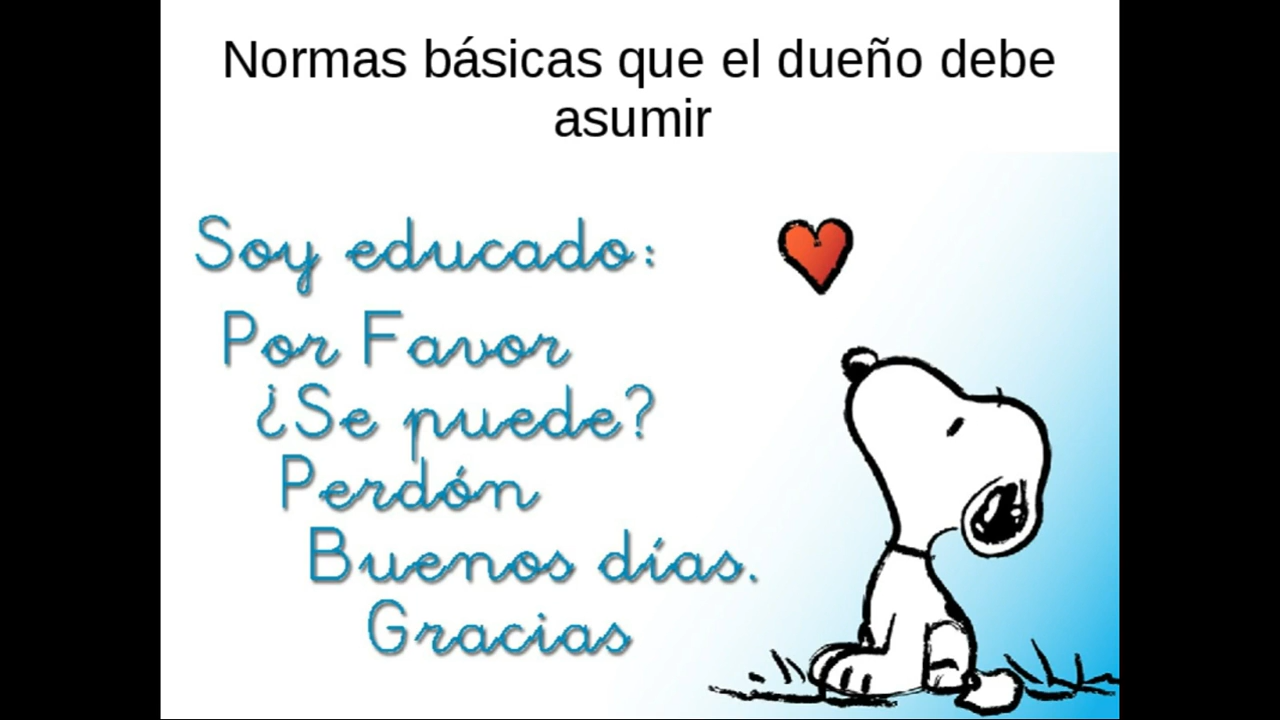 Normas básicas que el dueño debe
asumir
Soy educado:
Por Favor
¿Se puede?
Perdón
Buenos días.
Gracias